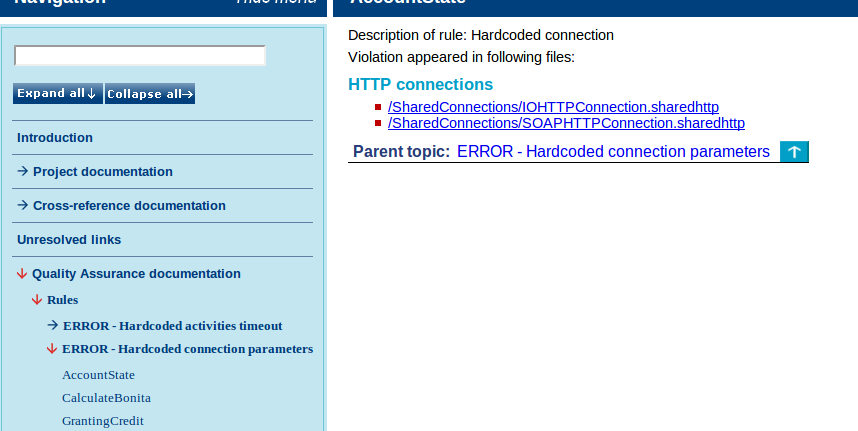 Navigation
Hide menu
Expand all↓ Collapse all→
Introduction
→ Project documentation
→ Cross-reference documentation
Unresolved links
↓ Quality Assurance documentation
↓ Rules
→ ERROR - Hardcoded activities timeout
↓ ERROR - Hardcoded connection parameters
AccountState
CalculateBonita
GrantingCredit
AccountState
Description of rule: Hardcoded connection
Violation appeared in following files:
HTTP connections
/SharedConnections/IOHTTPConnection.sharedhttp
/SharedConnections/SOAPHTTPConnection.sharedhttp
Parent topic: ERROR - Hardcoded connection parameters ↑